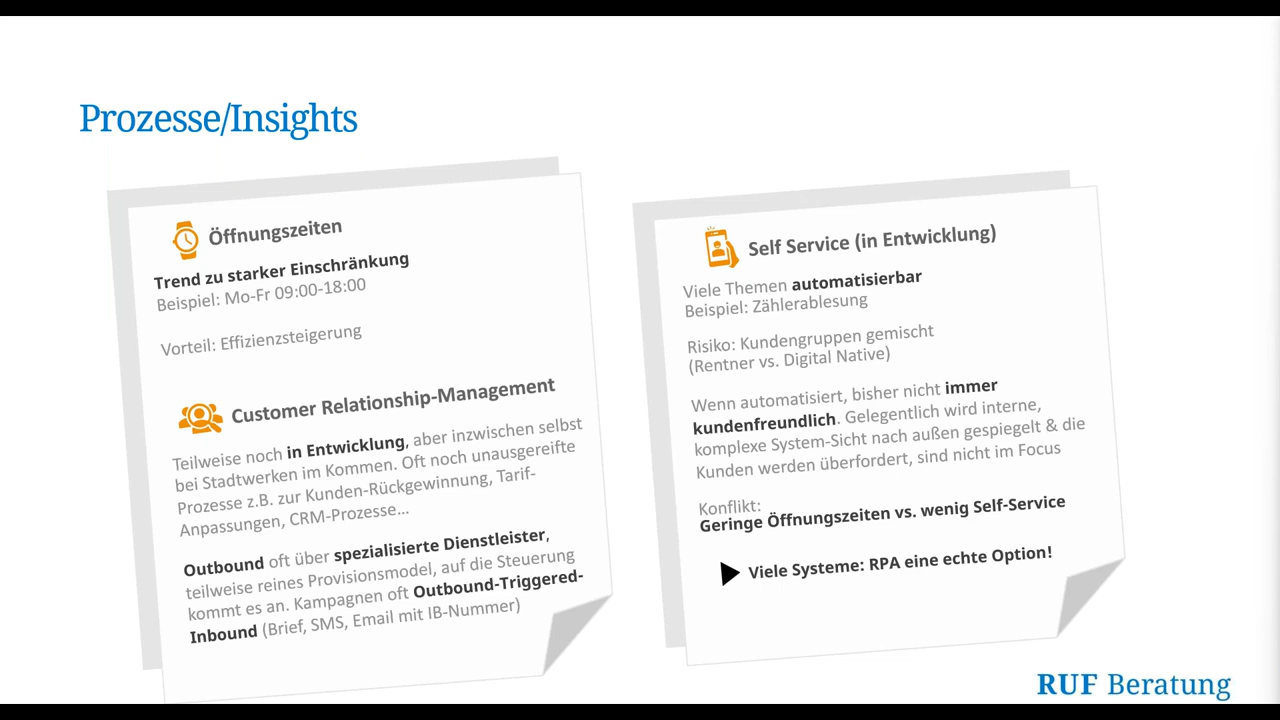 Prozesse/Insights
Öffnungszeiten
Trend zu starker Einschränkung
Beispiel: Mo-Fr 09:00-18:00
Vorteil: Effizienzsteigerung
Customer Relationship-Management
Teilweise noch in Entwicklung, aber inzwischen selbst
bei Stadtwerken im Kommen. Oft noch unausgereifte
Prozesse z.B. zur Kunden-Rückgewinnung, Tarif-
Anpassungen, CRM-Prozesse...
Outbound oft über spezialisierte Dienstleister,
teilweise reines Provisionsmodel, auf die Steuerung
kommt es an. Kampagnen oft Outbound-Triggered-
Inbound (Brief, SMS, Email mit IB-Nummer)
Self Service (in Entwicklung)
Viele Themen automatisierbar
Beispiel: Zählerablesung
Risiko: Kundengruppen gemischt
(Rentner vs. Digital Native)
Wenn automatisiert, bisher nicht immer
kundenfreundlich. Gelegentlich wird interne,
komplexe System-Sicht nach außen gespiegelt & die
Kunden werden überfordert, sind nicht im Focus
Konflikt:
Geringe Öffnungszeiten vs. wenig Self-Service
Viele Systeme: RPA eine echte Option!
RUF Beratung